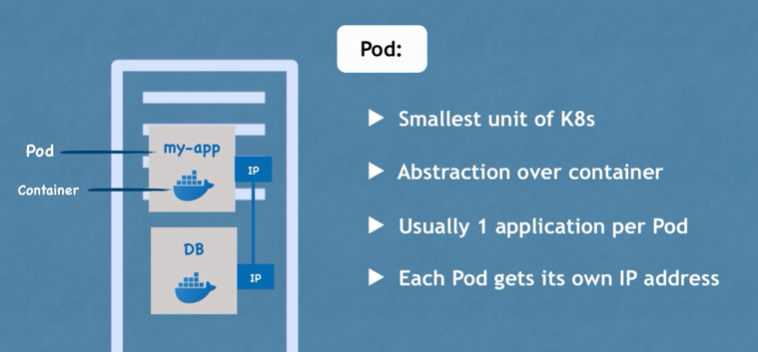 Pod:
Smallest unit of K8s
Abstraction over container
Usually 1 application per Pod
Each Pod gets its own IP address
Pod
Container
my-app
IP
DB
IP